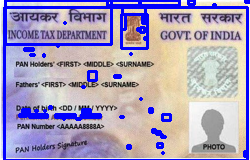 आयकर विभाग भारत सरकार
INCOME TAX DEPARTMENT GOVT. OF INDIA
PAN Holders' <FIRST> <MIDDLE> <SURNAME>
Fathers' <FIRST> <MIDDLE> <SURNAME>
Date of birth <DD / MM / YYYY>
PAN Number <AAAAA8888A>
PAN Holders Signature
PHOTO